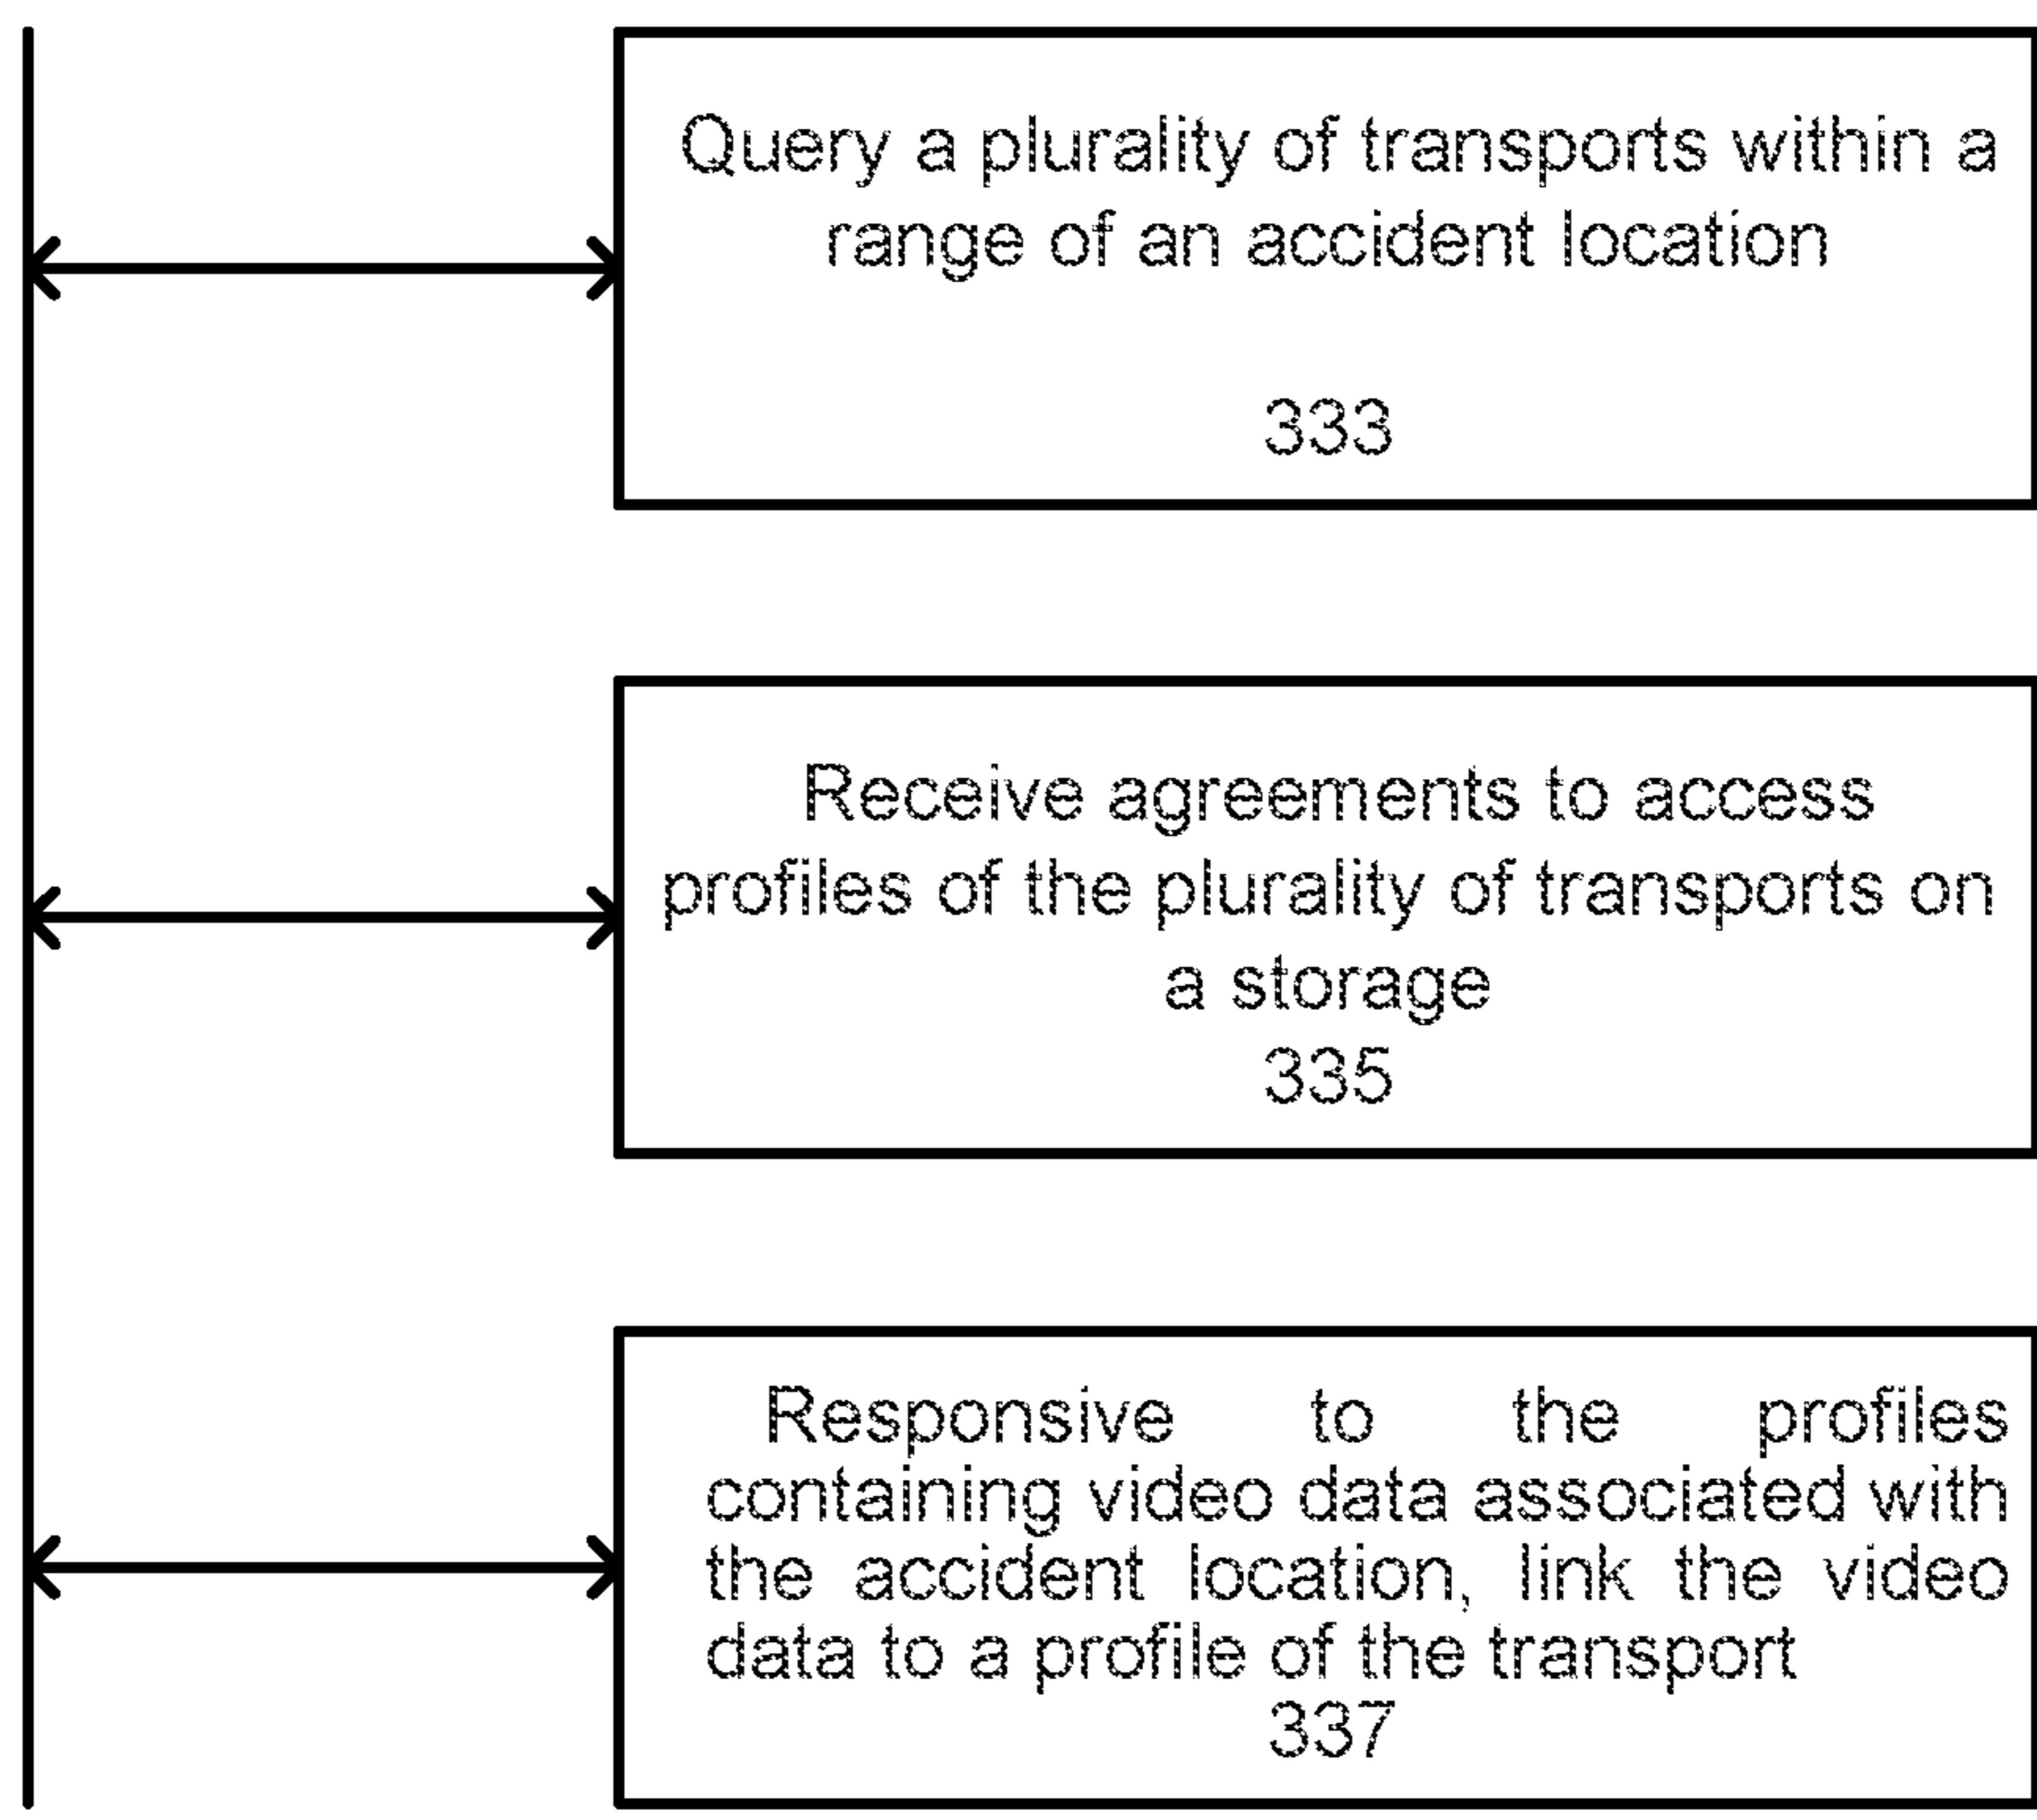 Query a plurality of transports within a
range of an accident location
333
Receive agreements to access
profiles of the plurality of transports on
a storage
335
Responsive to the profiles
containing video data associated with
the accident location, link the video
data to a profile of the transport
337